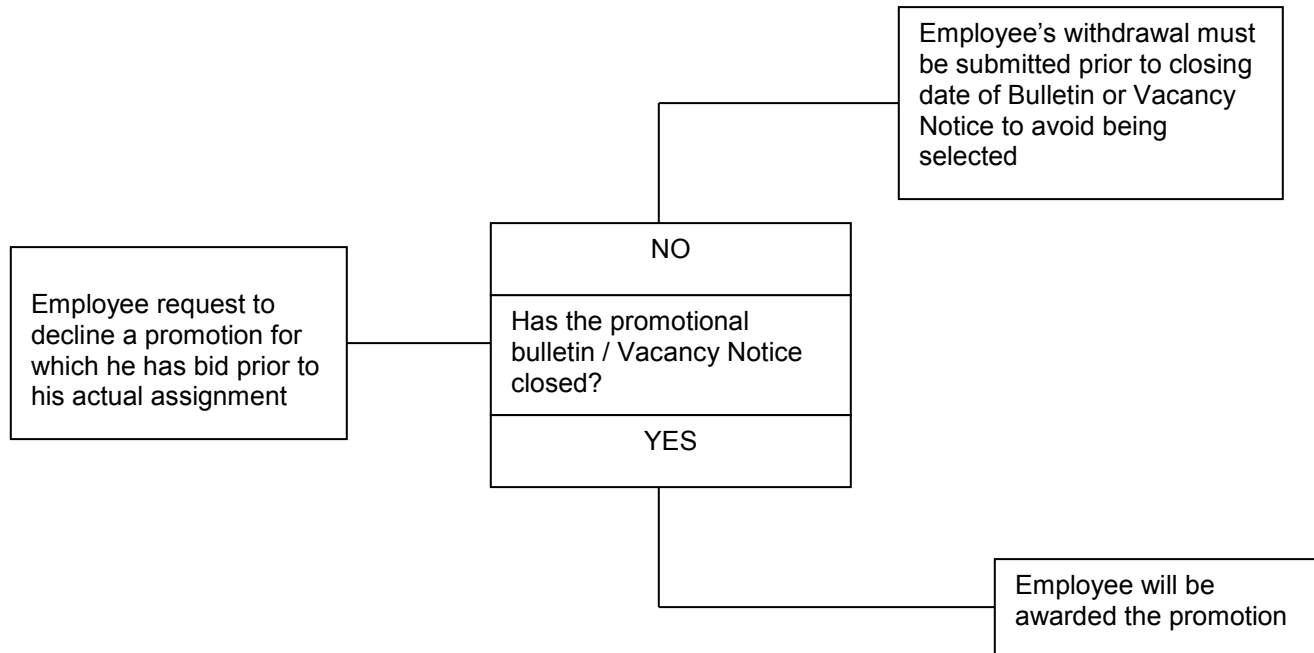 Employee’s withdrawal must
be submitted prior to closing
date of Bulletin or Vacancy
Notice to avoid being
selected
NO
Employee request to
decline a promotion for
which he has bid prior to
his actual assignment
Has the promotional
bulletin / Vacancy Notice
closed?
YES
Employee will be
awarded the promotion